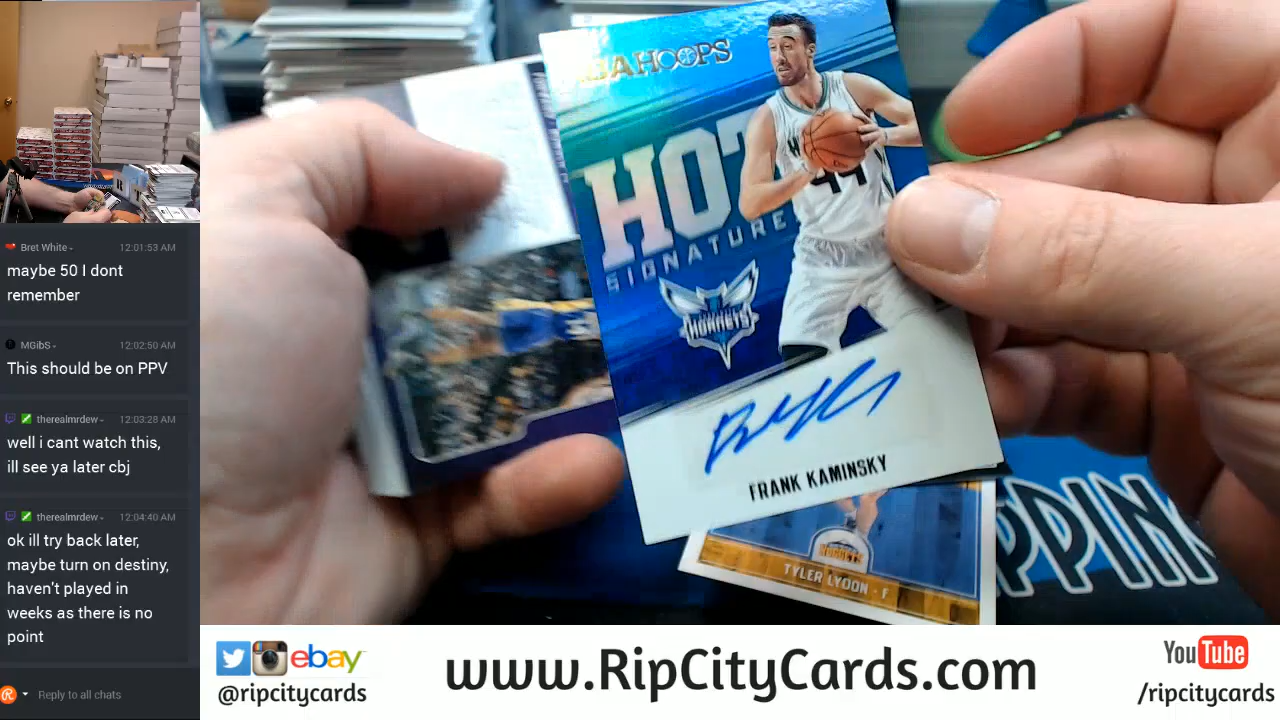 Bret White
12:01:53 AM
maybe 50 I dont
remember
MGibS
12:02:50 AM
This should be on PPV
therealmrdew
12:03:28 AM
well i cant watch this,
ill see ya later cbj
therealmrdew
12:04:40 AM
ok ill try back later,
maybe turn on destiny,
haven't played in
weeks as there is no
point
Reply to all chats
HOOPS
HOT
SIGNATURES
44
HORNETS
FRANK KAMINSKY
NUGGETS
TYLER LYDON - F
PPIN
ebay
@ripcitycards
www.RipCityCards.com
YouTube
/ripcitycards